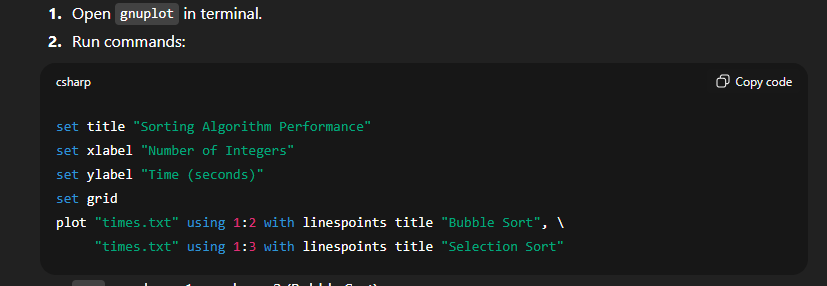 1. Open gnuplot in terminal.
2. Run commands:
csharp
Copy code
set title "Sorting Algorithm Performance"
set xlabel "Number of Integers"
set ylabel "Time (seconds)"
set grid
plot "times.txt" using 1:2 with linespoints title "Bubble Sort", \
"times.txt" using 1:3 with linespoints title "Selection Sort"